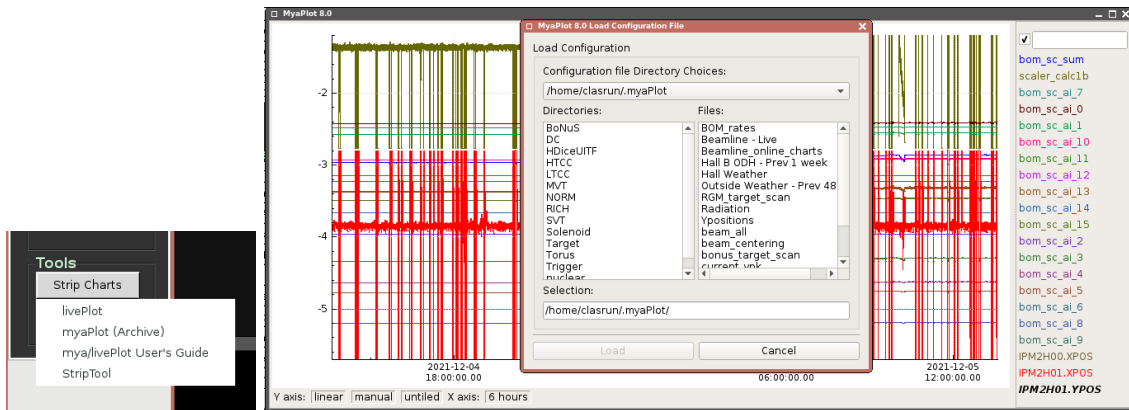 Tools
Strip Charts
livePlot
myaPlot (Archive)
mya/livePlot User's Guide
StripTool
MyaPlot 8.0
-2
-3
-4
-5
2021-12-04
18:00:00.00
06:00:00.00
2021-12-05
12:00:00.00
Y axis: linear manual untiled X axis: 6 hours
MyaPlot 8.0 Load Configuration File
Load Configuration
Configuration file Directory Choices:
/home/clasrun/.myaPlot
Directories:
BoNuS
DC
HDiceUITF
HTCC
LTCC
MVT
NORM
RICH
SVT
Solenoid
Target
Torus
Trigger
nuclear
Files:
BOM_rates
Beamline - Live
Beamline_online_charts
Hall B ODH - Prev 1 week
Hall Weather
Outside Weather - Prev 48
RGM_target_scan
Radiation
Ypositions
beam_all
beam_centering
bonus_target_scan
current_vpk
Selection:
/home/clasrun/.myaPlot/
Load
Cancel
bom_sc_sum
scaler_calc1b
bom_sc_ai_7
bom_sc_ai_0
bom_sc_ai_1
bom_sc_ai_10
bom_sc_ai_11
bom_sc_ai_12
bom_sc_ai_13
bom_sc_ai_14
bom_sc_ai_15
bom_sc_ai_2
bom_sc_ai_3
bom_sc_ai_4
bom_sc_ai_5
bom_sc_ai_6
bom_sc_ai_8
bom_sc_ai_9
IPM2H00.XPOS
IPM2H01.XPOS
IPM2H01.YPOS